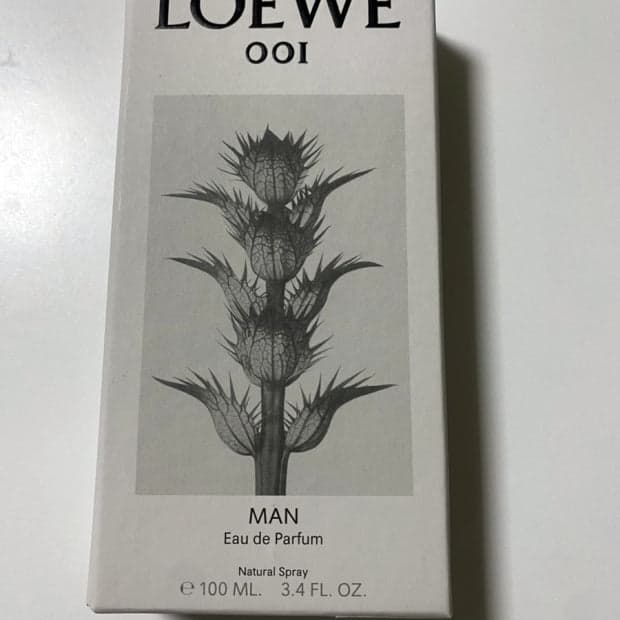 LOEWE
001
MAN
Eau de Parfum
Natural Spray
℮ 100 ML. 3.4 FL. OZ.